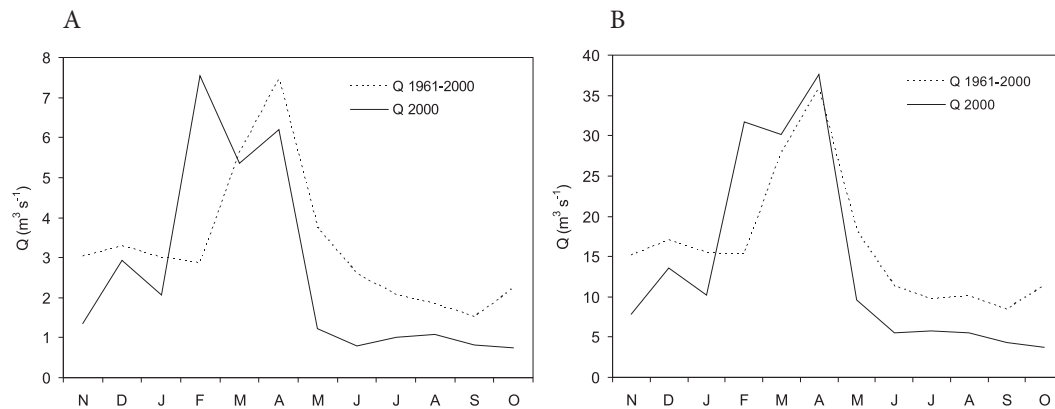 A
Q (m³ s⁻¹)
8
7
6
5
4
3
2
1
0
Q 1961-2000
Q 2000
N D J F M A M J J A S O
B
Q (m³ s⁻¹)
40
35
30
25
20
15
10
5
0
Q 1961-2000
Q 2000
N D J F M A M J J A S O